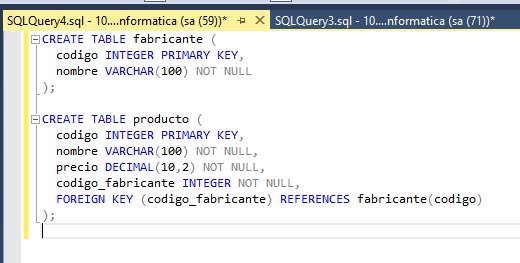 SQLQuery4.sql - 10....nformatica (sa (59))* SQLQuery3.sql - 10....nformatica (sa (71))*
CREATE TABLE fabricante (
codigo INTEGER PRIMARY KEY,
nombre VARCHAR(100) NOT NULL
);
CREATE TABLE producto (
codigo INTEGER PRIMARY KEY,
nombre VARCHAR(100) NOT NULL,
precio DECIMAL(10,2) NOT NULL,
codigo_fabricante INTEGER NOT NULL,
FOREIGN KEY (codigo_fabricante) REFERENCES fabricante(codigo)
);